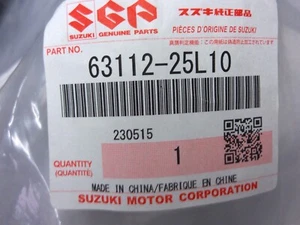 SGP
SUZUKI
GENUINE PARTS
スズキ純正部品
PIÈCES D'ORIGINE DE SUZUKI
PART NO.
63112-25L10
230515
QUANTITY
(QUANTITÉ)
1
MADE IN CHINA/FABRIQUE EN CHINE
SUZUKI MOTOR CORPORATION